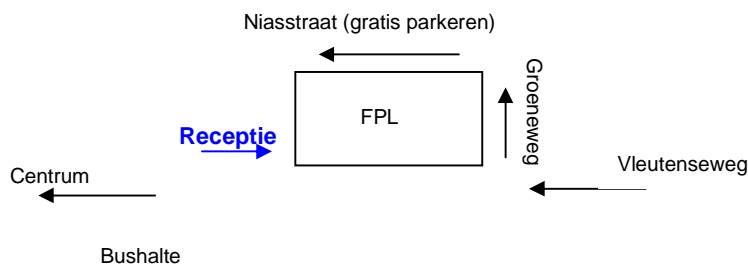 Niasstraat (gratis parkeren)
Groeneweg
FPL
Receptie
Vleutenseweg
Centrum
Bushalte